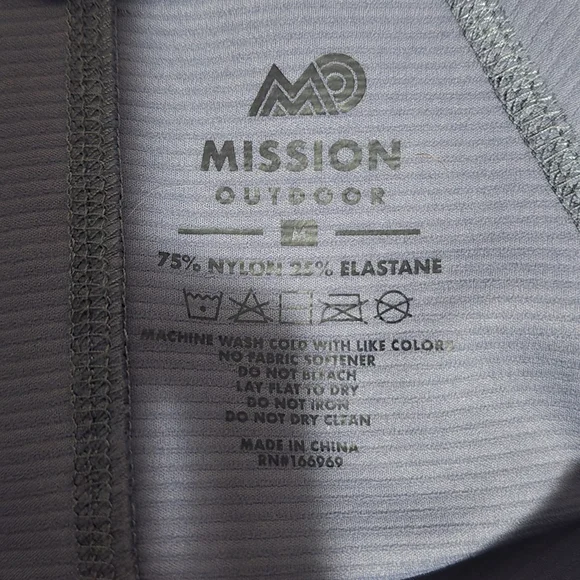 MO
MISSION
OUTDOOR
M
75% NYLON 25% ELASTANE
MACHINE WASH COLD WITH LIKE COLORS
NO FABRIC SOFTENER
DO NOT BLEACH
LAY FLAT TO DRY
DO NOT IRON
DO NOT DRY CLEAN
MADE IN CHINA
RN#166969